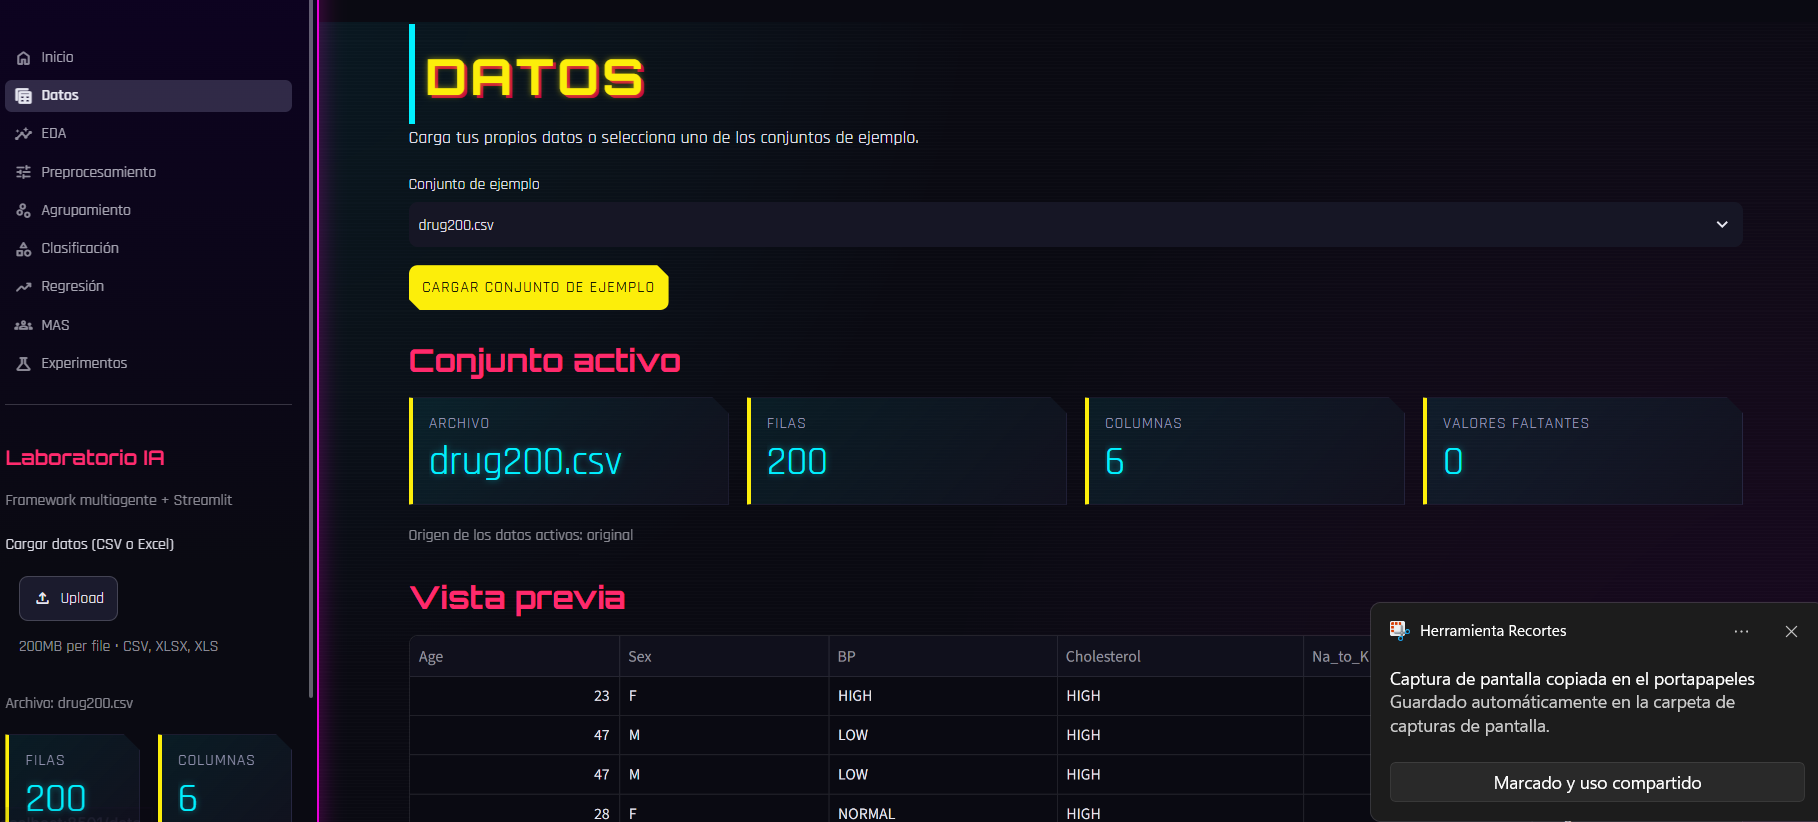 Inicio
Datos
EDA
Preprocesamiento
Agrupamiento
Clasificación
Regresión
MAS
Experimentos
Laboratorio IA
Framework multiagente + Streamlit
Cargar datos (CSV o Excel)
Upload
200MB per file • CSV, XLSX, XLS
Archivo: drug200.csv
FILAS
200
COLUMNAS
6
DATOS
Carga tus propios datos o selecciona uno de los conjuntos de ejemplo.
Conjunto de ejemplo
drug200.csv
CARGAR CONJUNTO DE EJEMPLO
Conjunto activo
ARCHIVO
drug200.csv
FILAS
200
COLUMNAS
6
VALORES FALTANTES
0
Origen de los datos activos: original
Vista previa
Age Sex BP Cholesterol Na_to_K
23 F HIGH HIGH
47 M LOW HIGH
47 M LOW HIGH
28 F NORMAL HIGH
Herramienta Recortes
Captura de pantalla copiada en el portapapeles
Guardado automáticamente en la carpeta de
capturas de pantalla.
Marcado y uso compartido